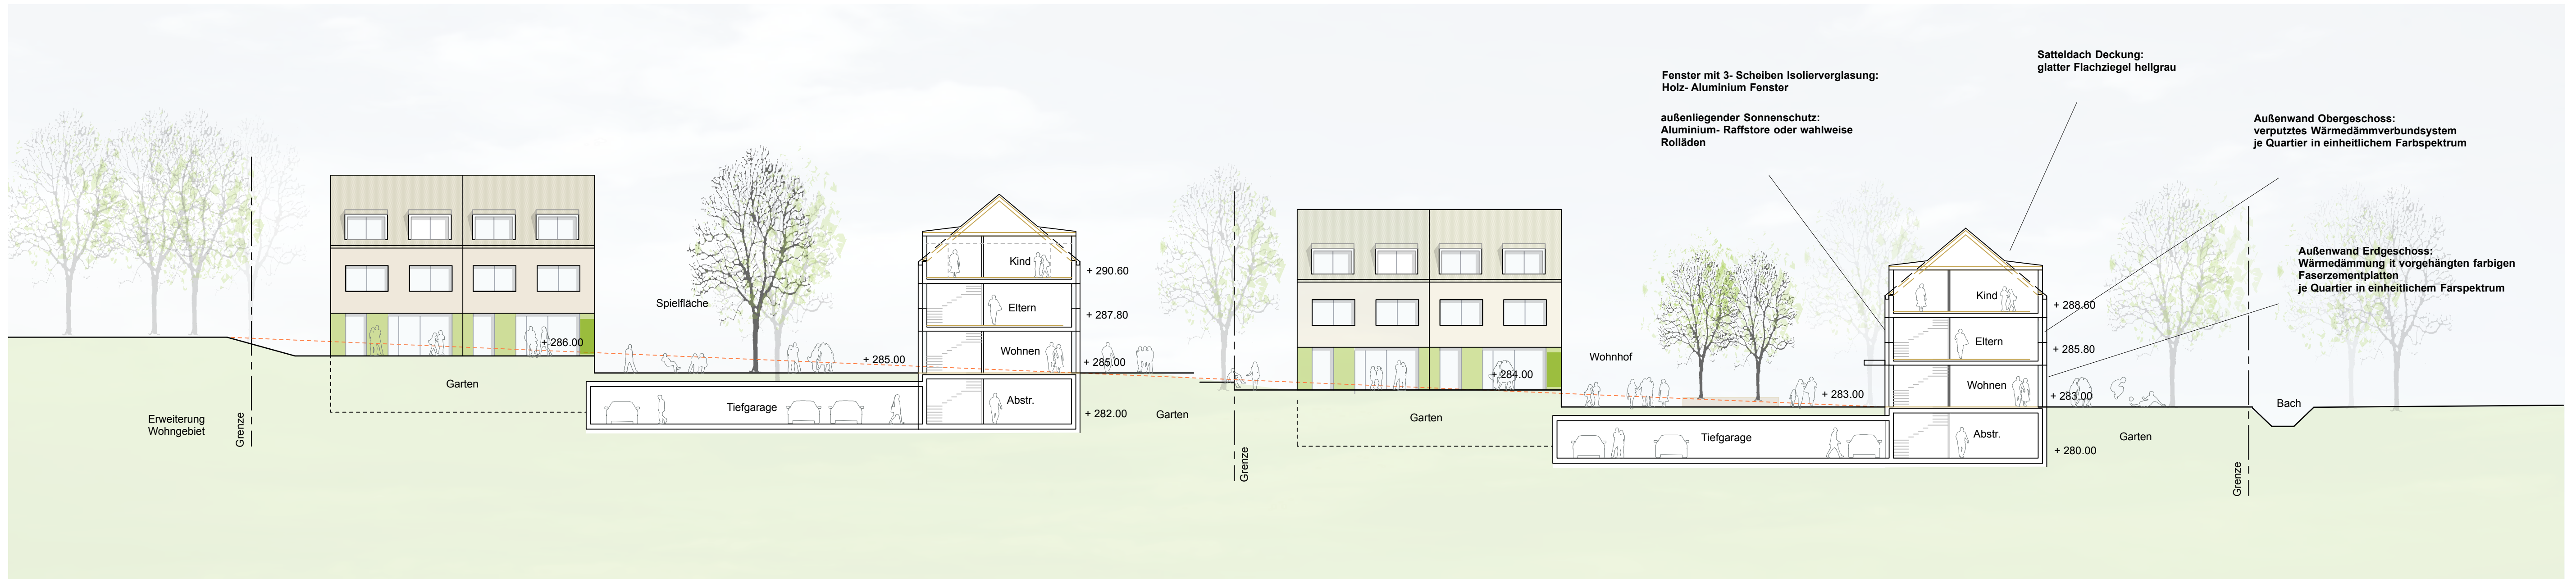 Satteldach Deckung:
glatter Flachziegel hellgrau
Fenster mit 3- Scheiben Isolierverglasung:
Holz- Aluminium Fenster
außenliegender Sonnenschutz:
Aluminium- Raffstore oder wahlweise
Rolläden
Außenwand Obergeschoss:
verputztes Wärmedämmverbundsystem
je Quartier in einheitlichem Farbspektrum
Außenwand Erdgeschoss:
Wärmedämmung it vorgehängten farbigen
Faserzementplatten
je Quartier in einheitlichem Farspektrum
Erweiterung
Wohngebiet
Grenze
+ 286.00
Garten
Spielfläche
Tiefgarage
+ 285.00
Kind
Eltern
Wohnen
Abstr.
+ 290.60
+ 287.80
+ 285.00
+ 282.00
Garten
Grenze
+ 284.00
Garten
Wohnhof
Tiefgarage
+ 283.00
Kind
Eltern
Wohnen
Abstr.
+ 288.60
+ 285.80
+ 283.00
+ 280.00
Garten
Grenze
Bach